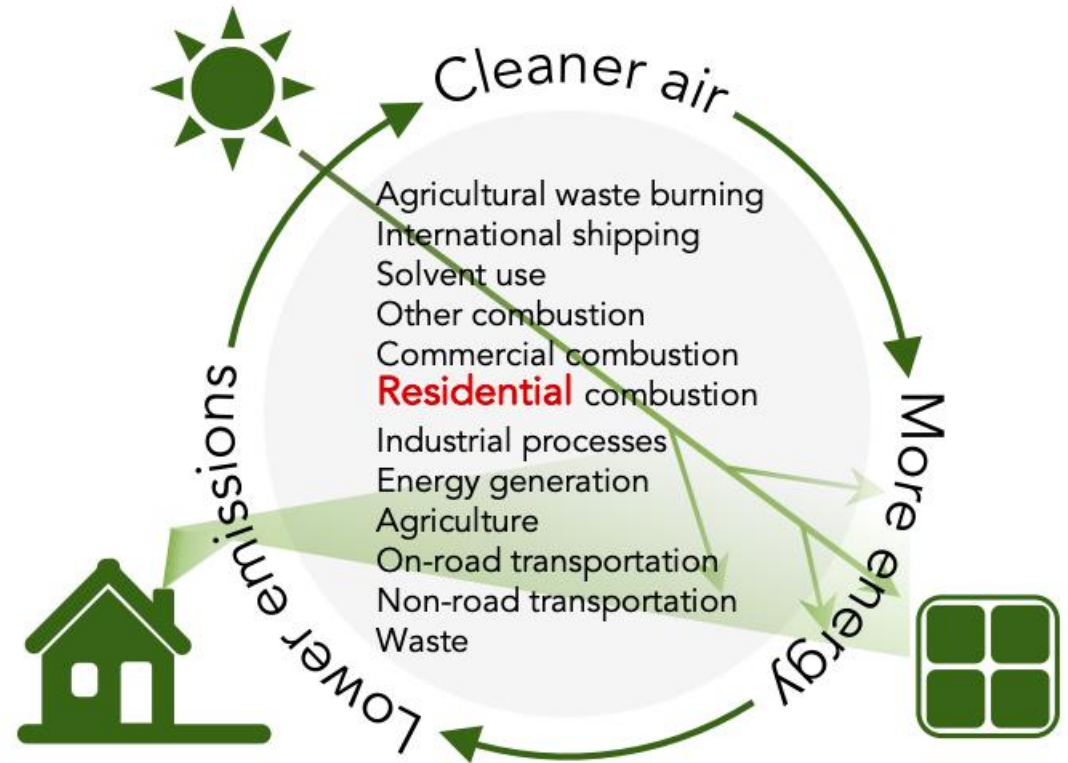 Cleaner air
Agricultural waste burning
International shipping
Solvent use
Other combustion
Commercial combustion
Residential combustion
Industrial processes
Energy generation
Agriculture
On-road transportation
Non-road transportation
Waste
More energy
Lower emissions